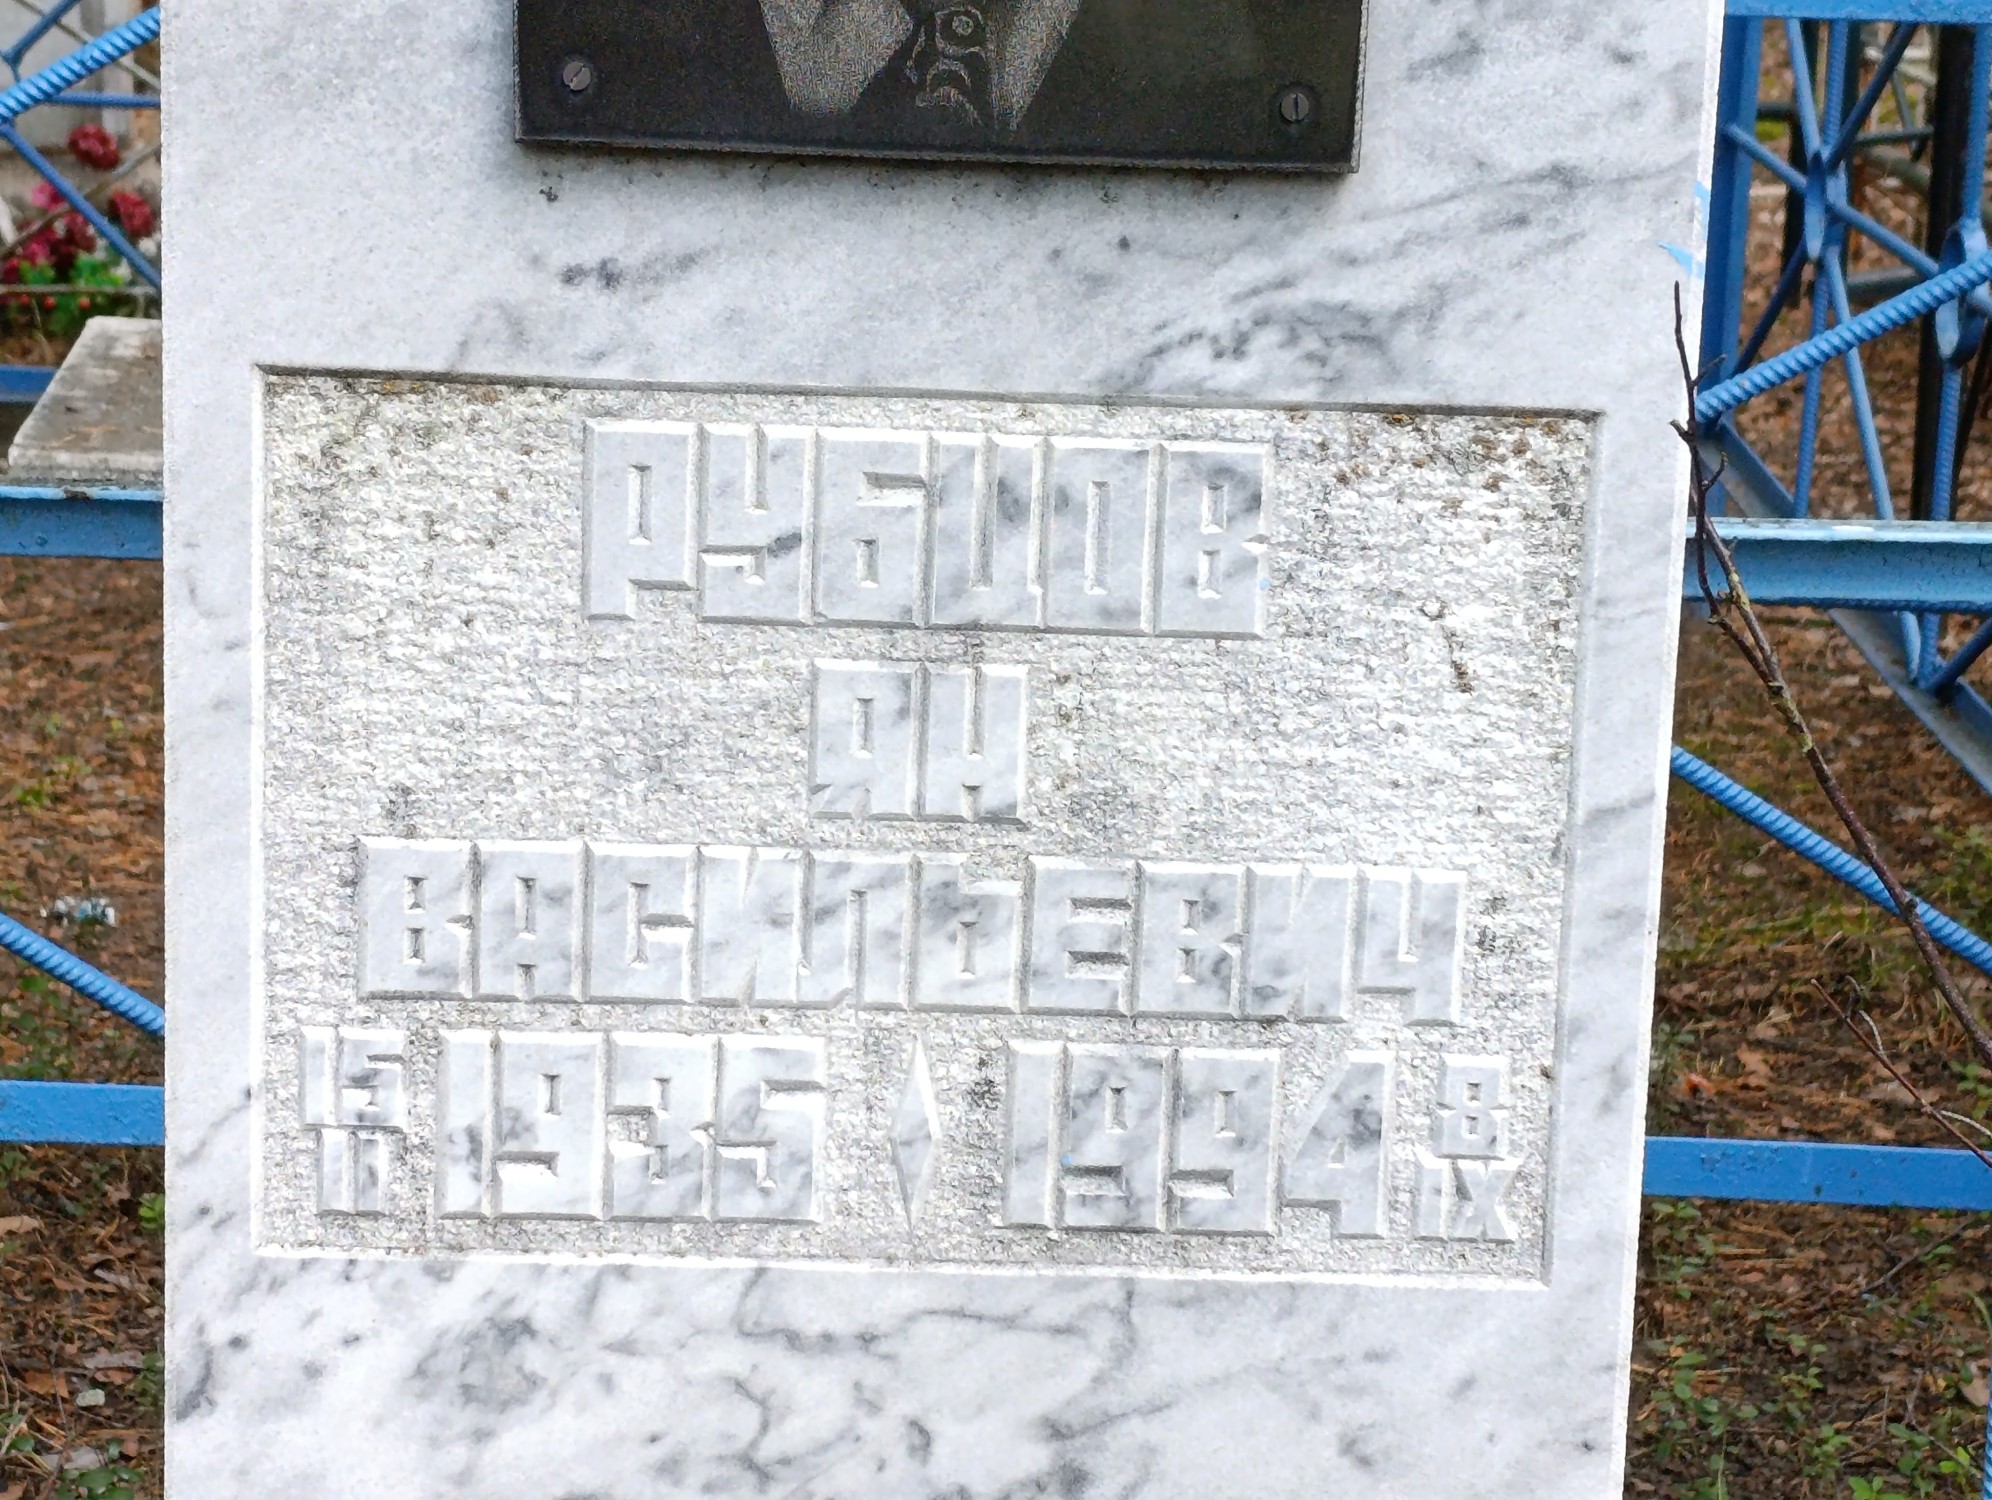 РУБЦОВ
ЯН
ВАСИЛЬЕВИЧ
15 II 1935 ◊ 1994 8 IX